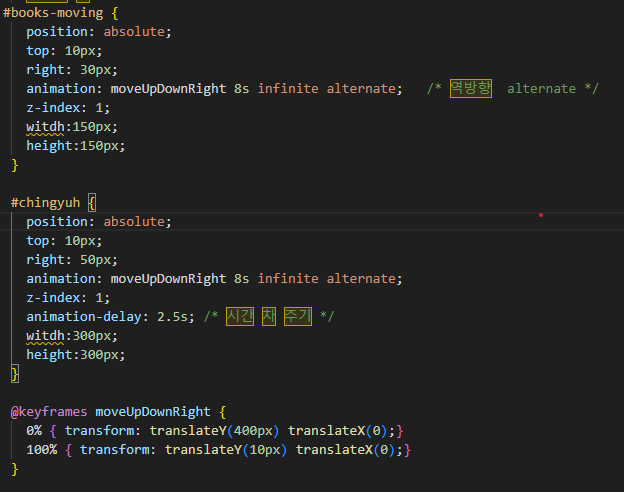 #books-moving {
position: absolute;
top: 10px;
right: 30px;
animation: moveUpDownRight 8s infinite alternate;   /* 역방향  alternate */
z-index: 1;
witdh:150px;
height:150px;
}
#chingyuh {
position: absolute;
top: 10px;
right: 50px;
animation: moveUpDownRight 8s infinite alternate;
z-index: 1;
animation-delay: 2.5s; /* 시간 차 주기 */
witdh:300px;
height:300px;
}
@keyframes moveUpDownRight {
0% { transform: translateY(400px) translateX(0);}
100% { transform: translateY(10px) translateX(0);}
}